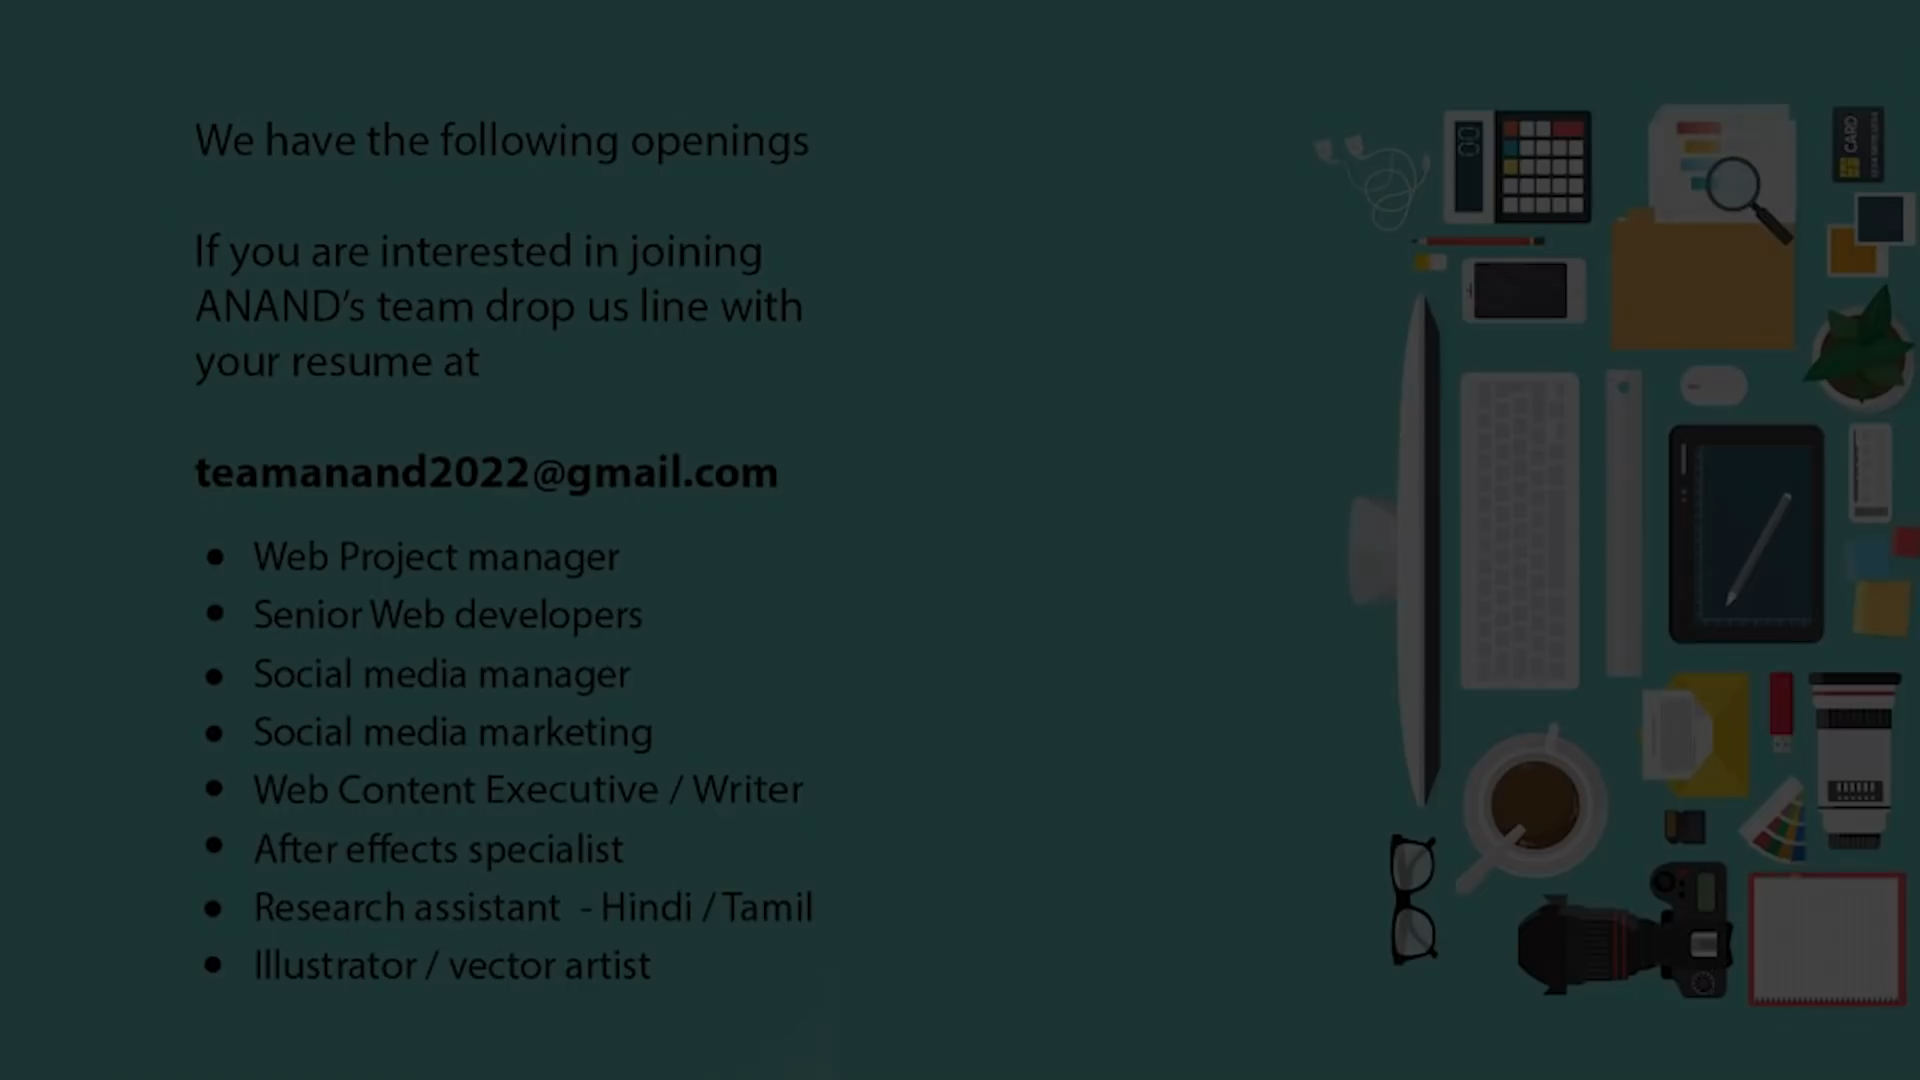 We have the following openings
If you are interested in joining
ANAND's team drop us line with
your resume at
teamanand2022@gmail.com
• Web Project manager
• Senior Web developers
• Social media manager
• Social media marketing
• Web Content Executive / Writer
• After effects specialist
• Research assistant - Hindi / Tamil
• Illustrator / vector artist
CARD